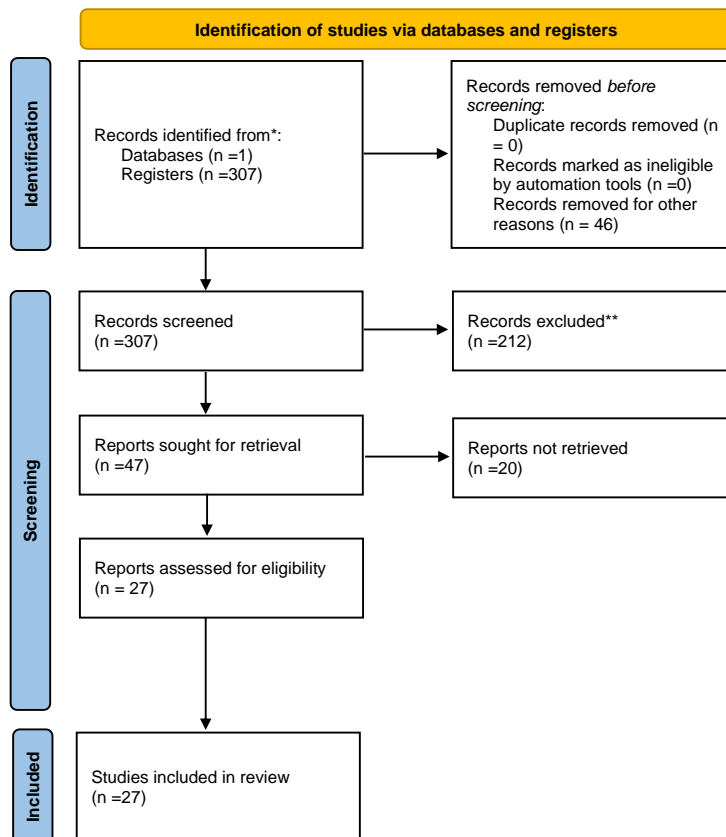 Identification of studies via databases and registers
Identification
Records identified from*:
Databases (n =1)
Registers (n =307)
Records removed before
screening:
Duplicate records removed (n
= 0)
Records marked as ineligible
by automation tools (n =0)
Records removed for other
reasons (n = 46)
Screening
Records screened
(n =307)
Records excluded**
(n =212)
Reports sought for retrieval
(n =47)
Reports not retrieved
(n =20)
Reports assessed for eligibility
(n = 27)
Included
Studies included in review
(n =27)